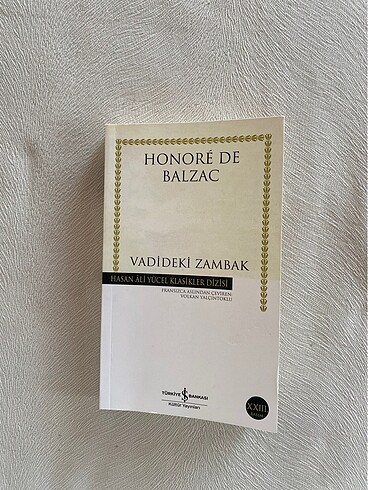 HONORÉ DE
BALZAC
VADİDEKİ ZAMBAK
HASAN ÂLİ YÜCEL KLASİKLER DİZİSİ
FRANSIZCA ASLINDAN ÇEVİREN:
VOLKAN YALÇINTOKLU
TÜRKİYE İŞ BANKASI
Kültür Yayınları
XXIII.
BASIM